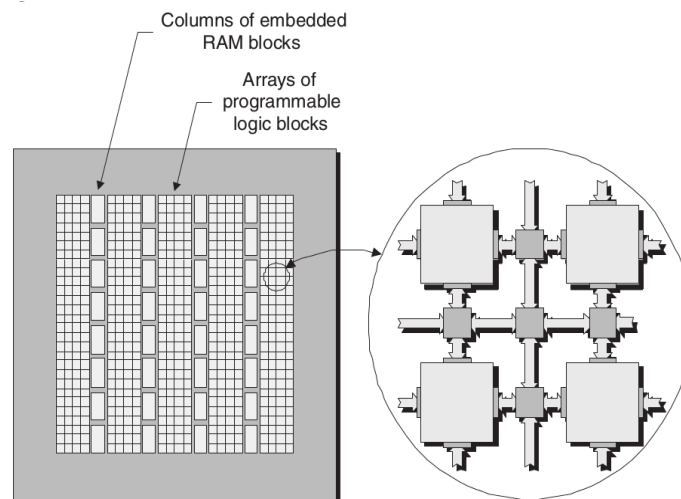 Columns of embedded
RAM blocks
Arrays of
programmable
logic blocks